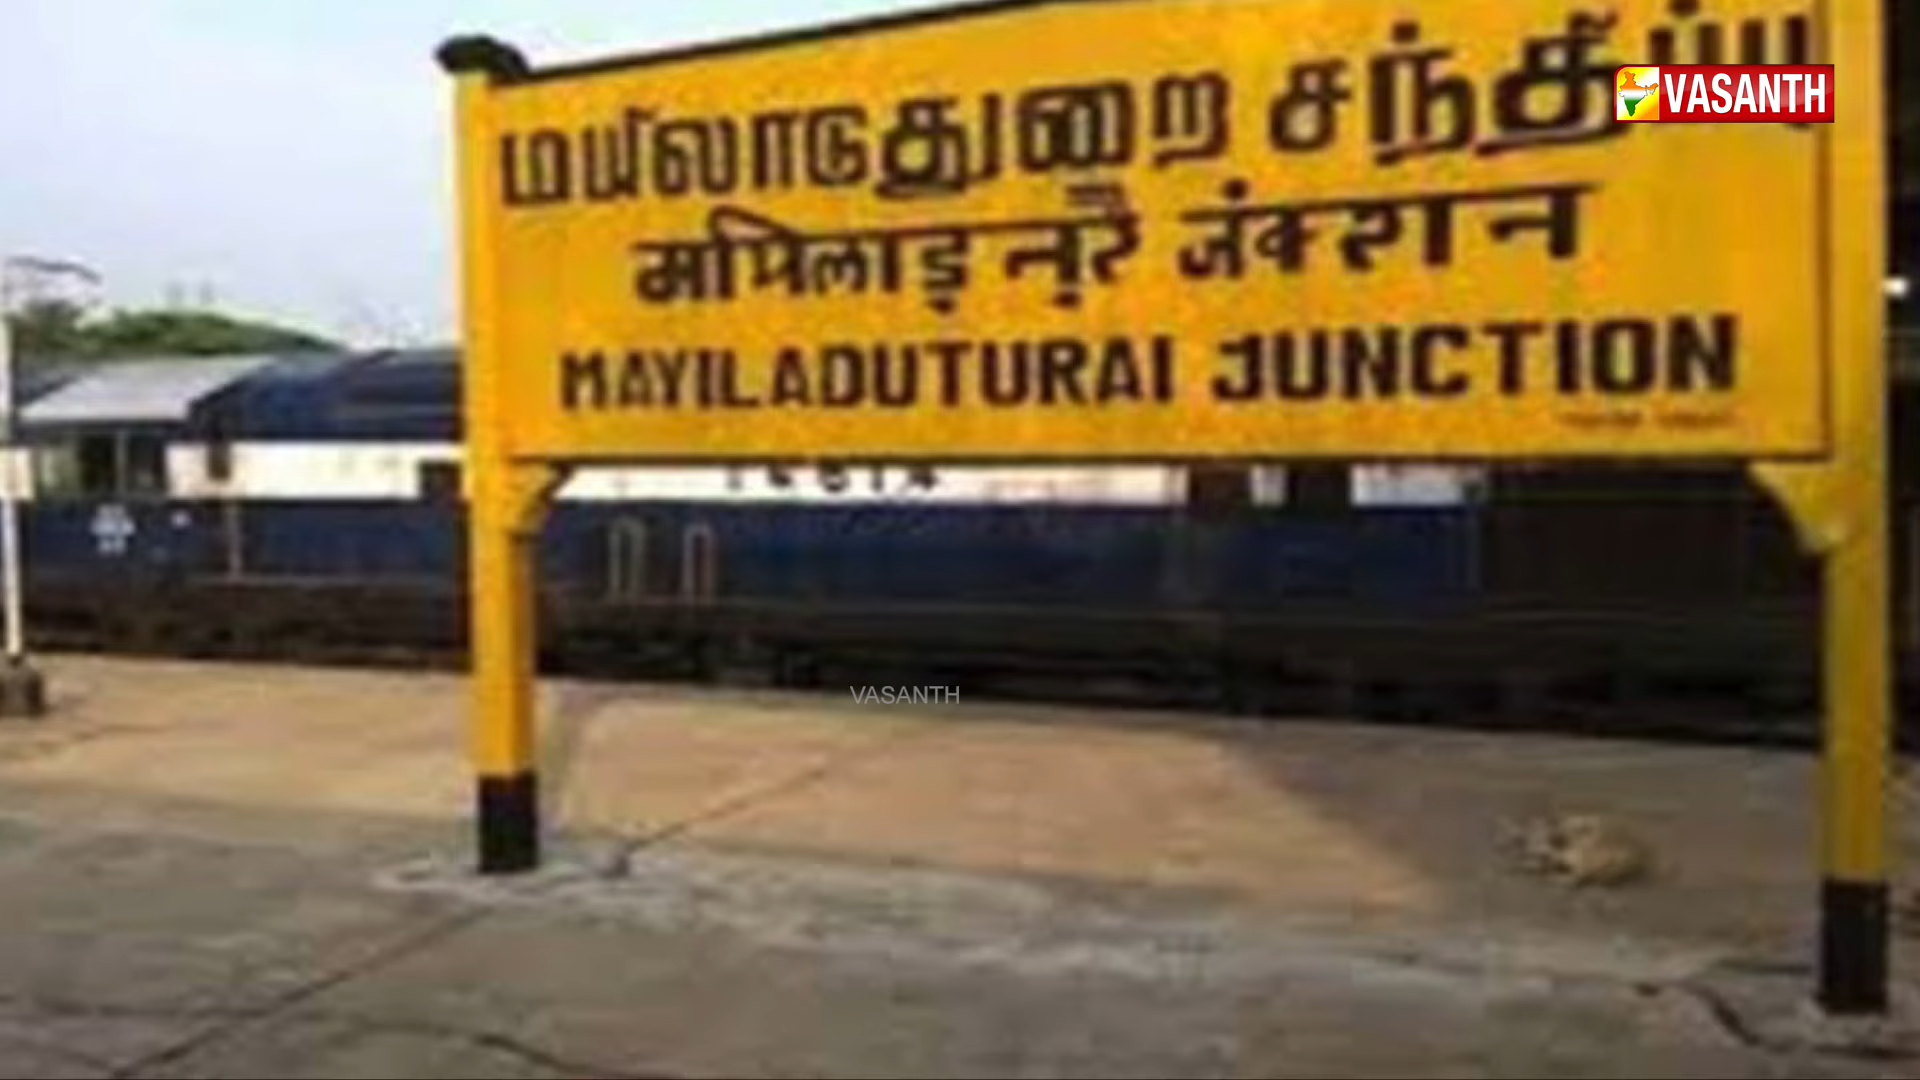 மயிலாடுதுறை சந்திப்பு
VASANTH
मयिलाडुतुरै जंक्शन
MAYILADUTURAI JUNCTION
VASANTH